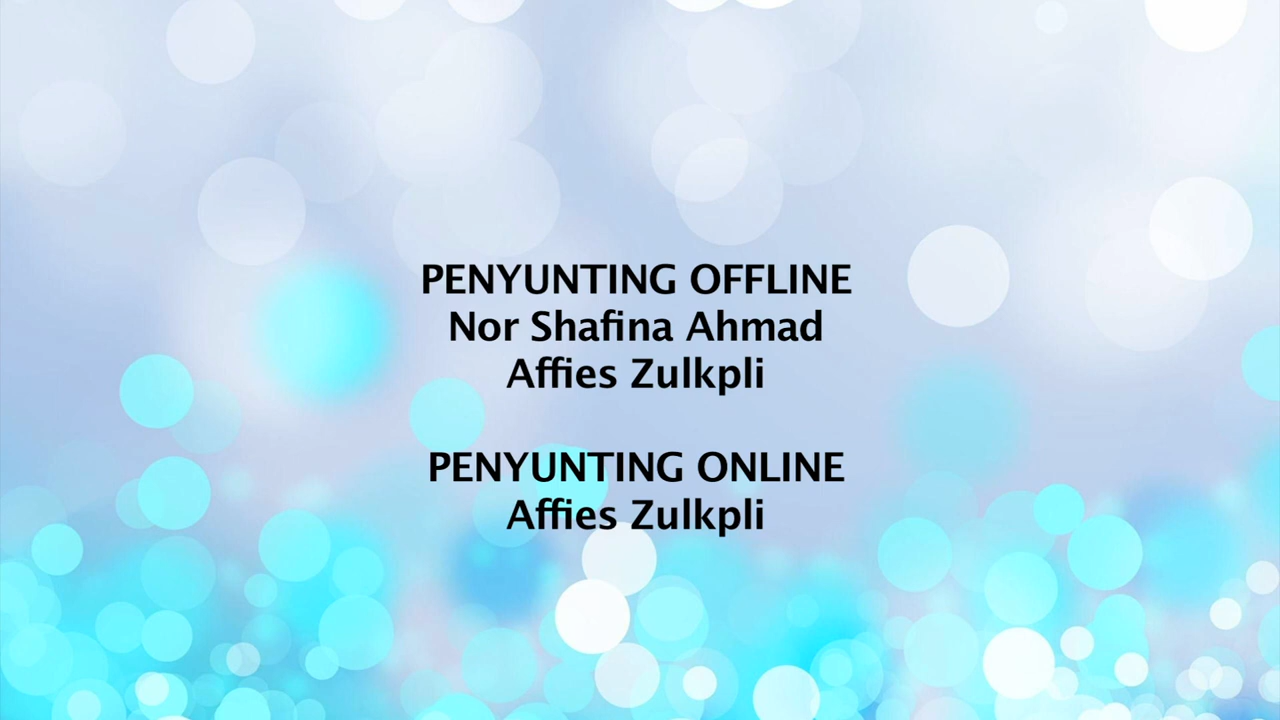 PENYUNTING OFFLINE
Nor Shafina Ahmad
Affies Zulkpli
PENYUNTING ONLINE
Affies Zulkpli